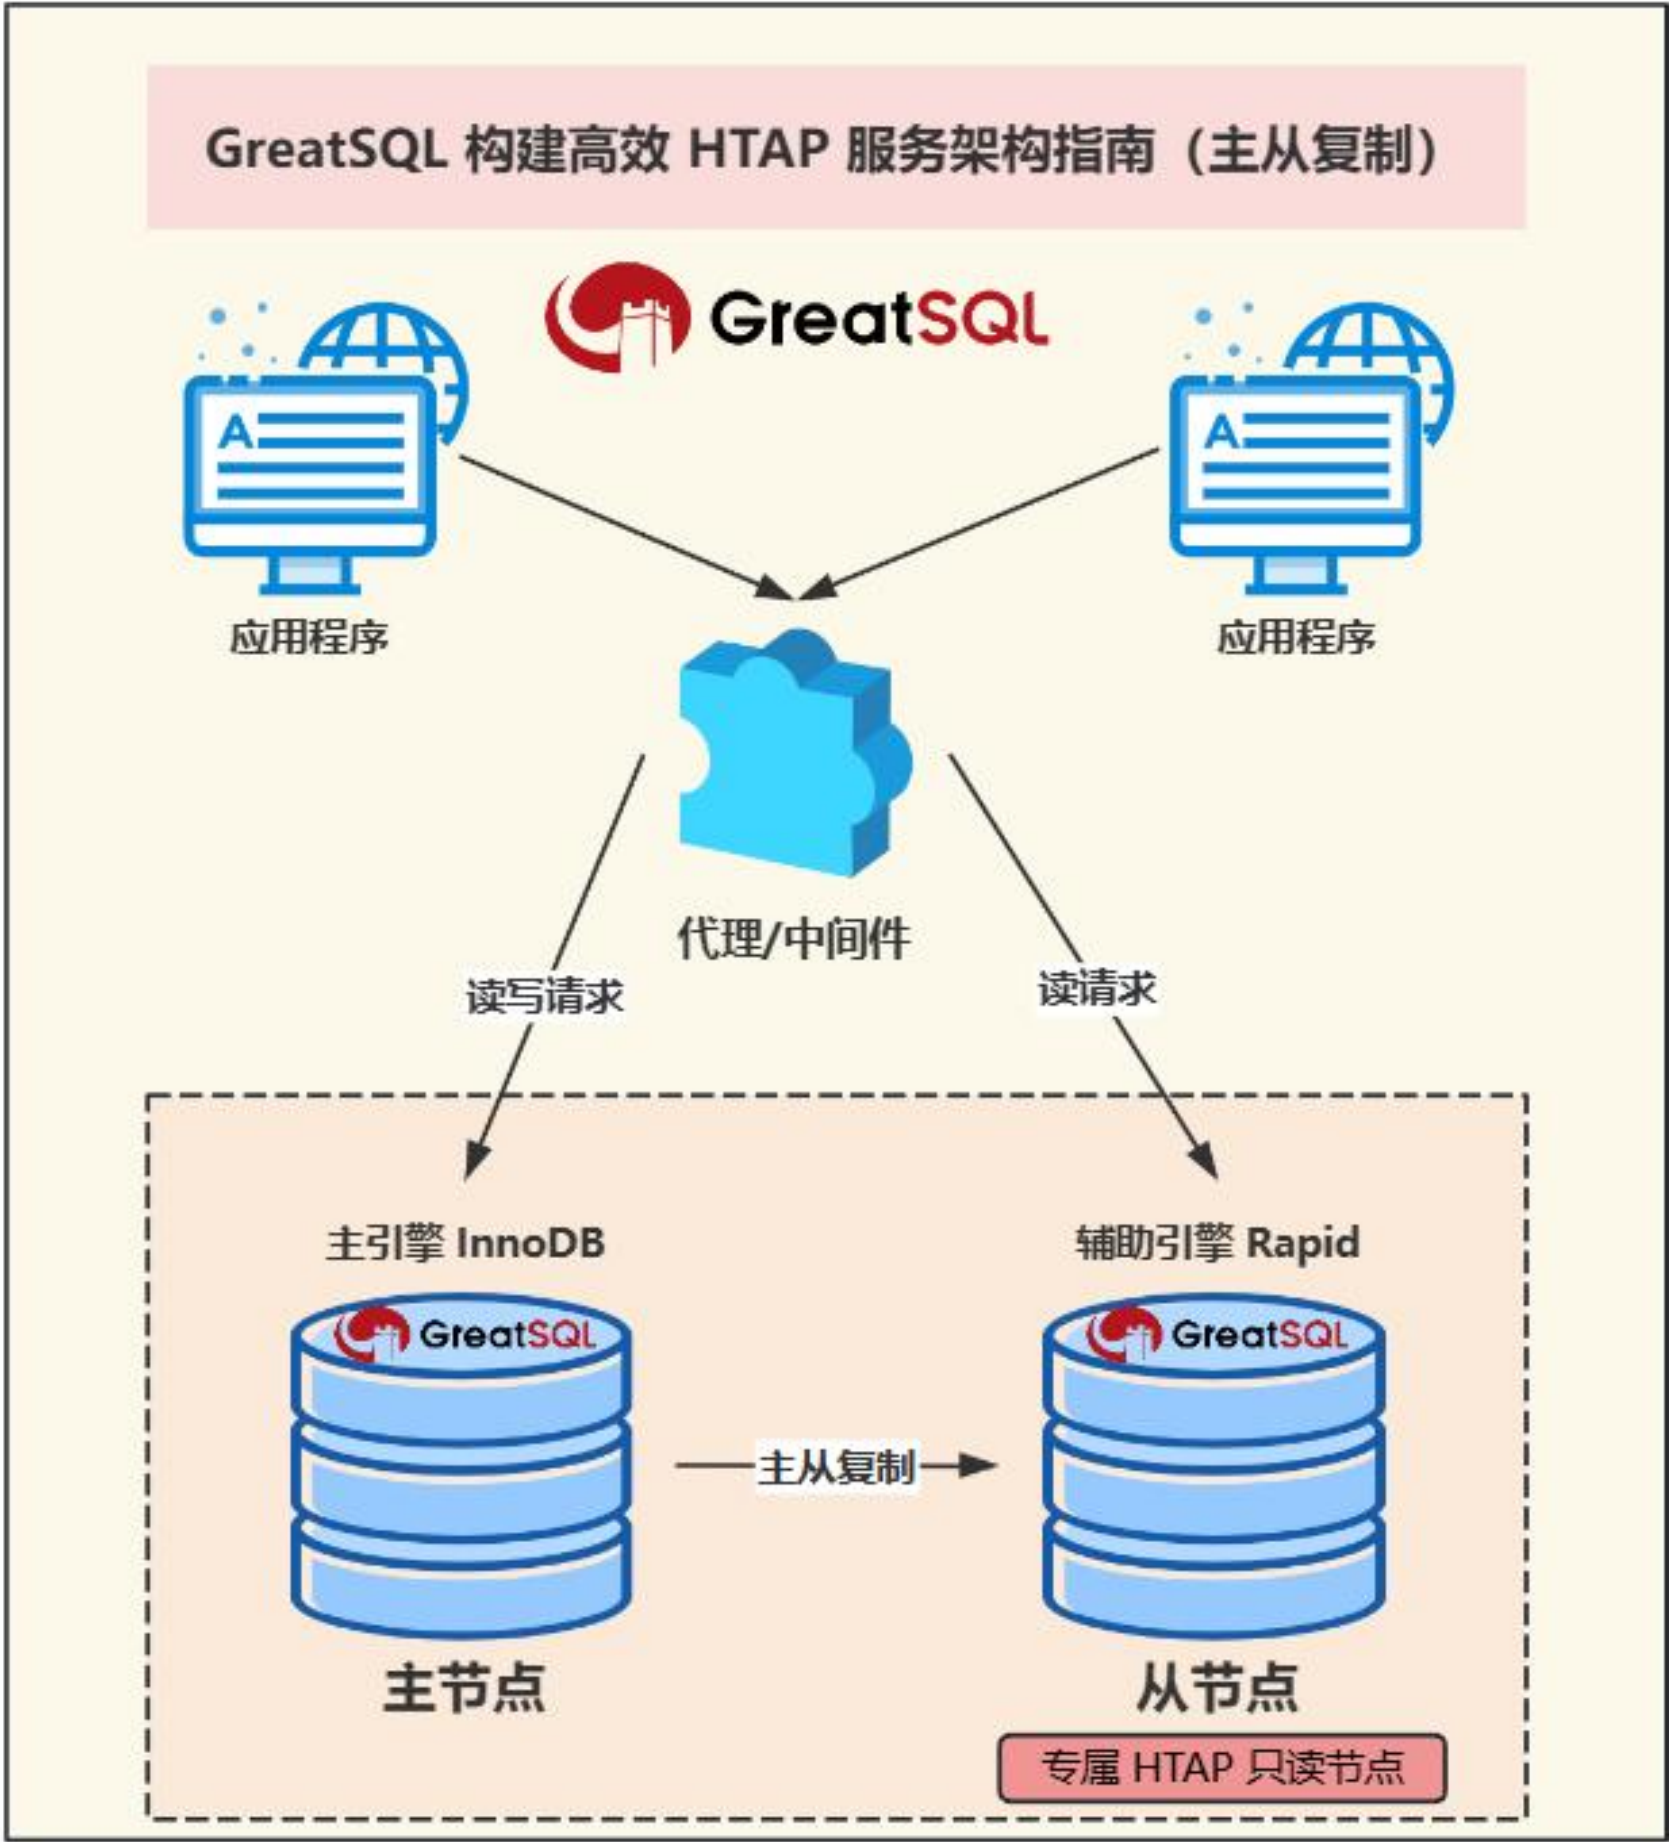 GreatSQL 构建高效 HTAP 服务架构指南（主从复制）
GreatSQL
应用程序
应用程序
代理/中间件
读写请求
读请求
主引擎 InnoDB
辅助引擎 Rapid
GreatSQL
GreatSQL
主从复制
主节点
从节点
专属 HTAP 只读节点